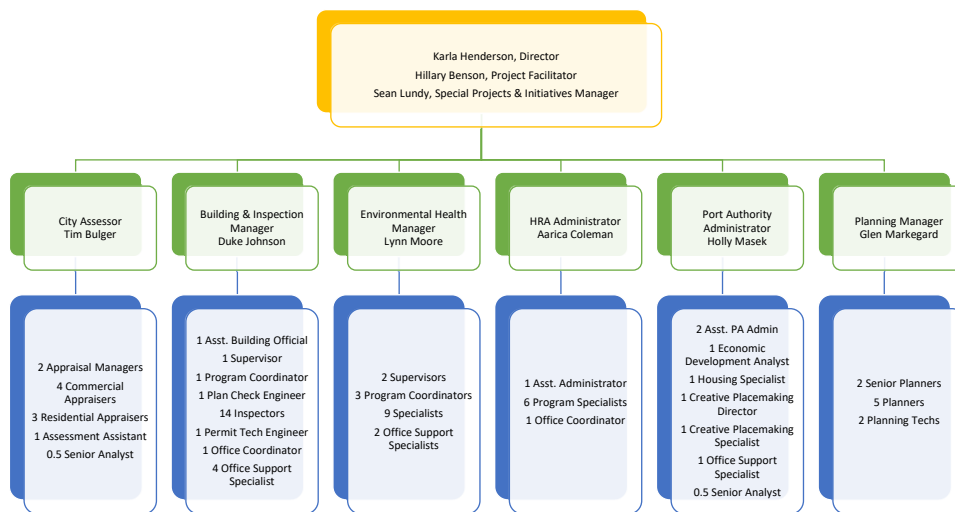 Karla Henderson, Director
Hillary Benson, Project Facilitator
Sean Lundy, Special Projects & Initiatives Manager
City Assessor
Tim Bulger
Building & Inspection
Manager
Duke Johnson
Environmental Health
Manager
Lynn Moore
HRA Administrator
Aarica Coleman
Port Authority
Administrator
Holly Masek
Planning Manager
Glen Markegard
2 Appraisal Managers
4 Commercial
Appraisers
3 Residential Appraisers
1 Assessment Assistant
0.5 Senior Analyst
1 Asst. Building Official
1 Supervisor
1 Program Coordinator
1 Plan Check Engineer
14 Inspectors
1 Permit Tech Engineer
1 Office Coordinator
4 Office Support
Specialist
2 Supervisors
3 Program Coordinators
9 Specialists
2 Office Support
Specialists
1 Asst. Administrator
6 Program Specialists
1 Office Coordinator
2 Asst. PA Admin
1 Economic
Development Analyst
1 Housing Specialist
1 Creative Placemaking
Director
1 Creative Placemaking
Specialist
1 Office Support
Specialist
0.5 Senior Analyst
2 Senior Planners
5 Planners
2 Planning Techs